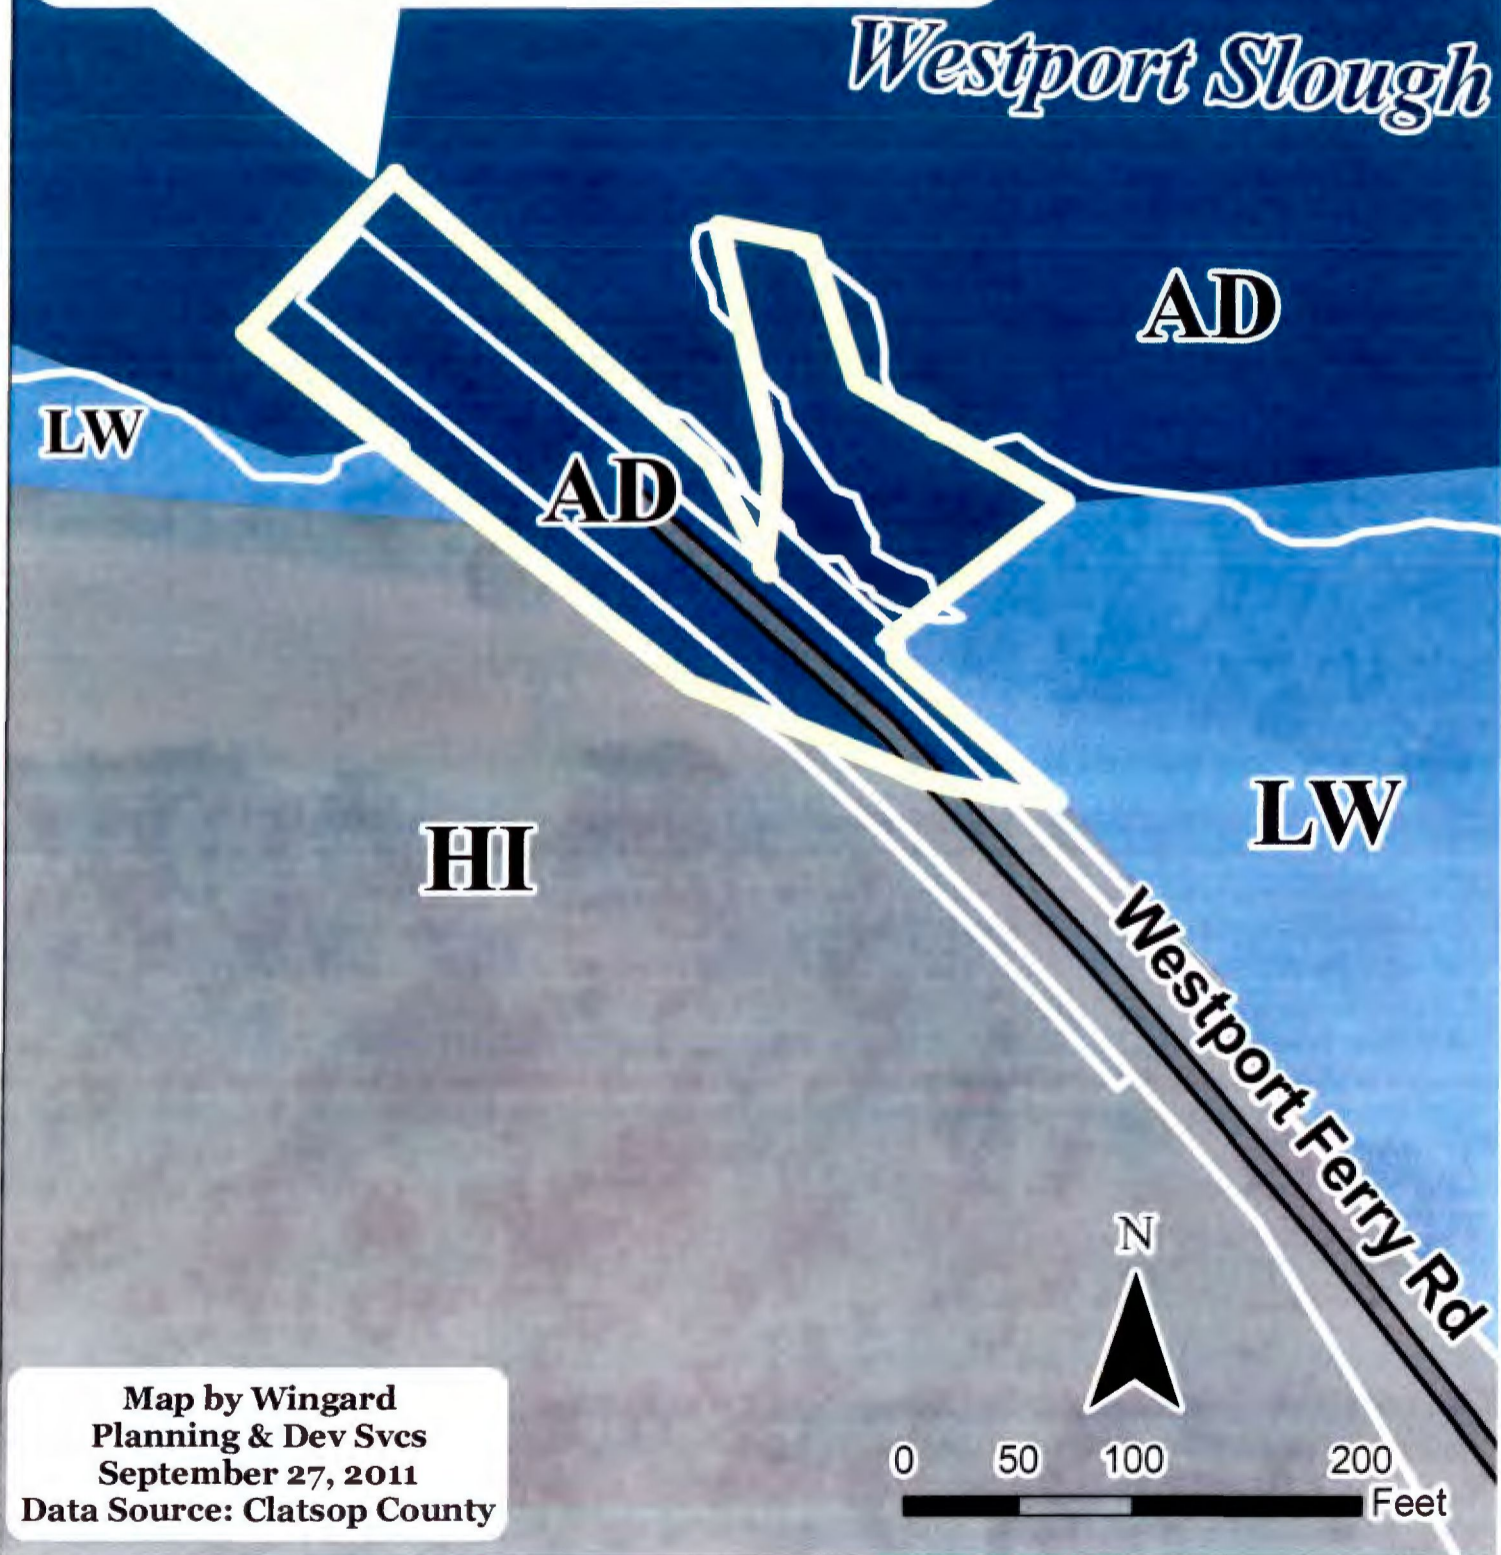 Westport Slough
AD
LW
AD
LW
HI
Westport Ferry Rd
N
0 50 100 200
Feet
Map by Wingard
Planning & Dev Svcs
September 27, 2011
Data Source: Clatsop County